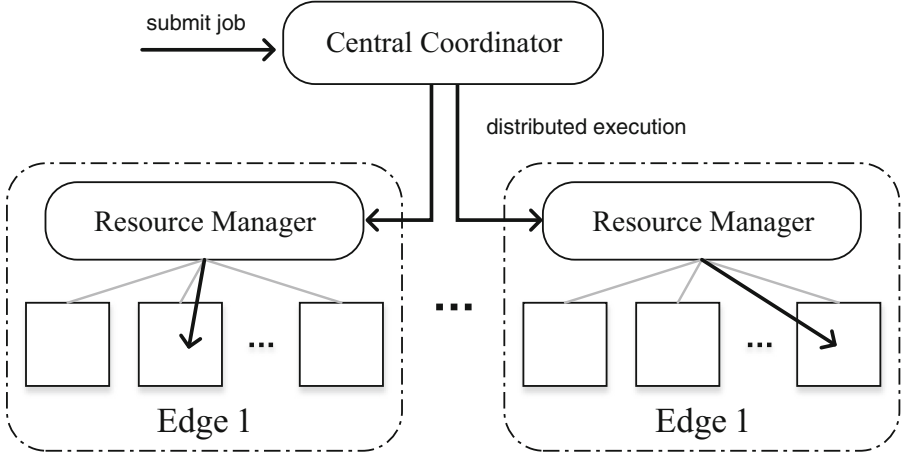 submit job
Central Coordinator
distributed execution
Resource Manager
Resource Manager
...
...
...
Edge 1
Edge 1